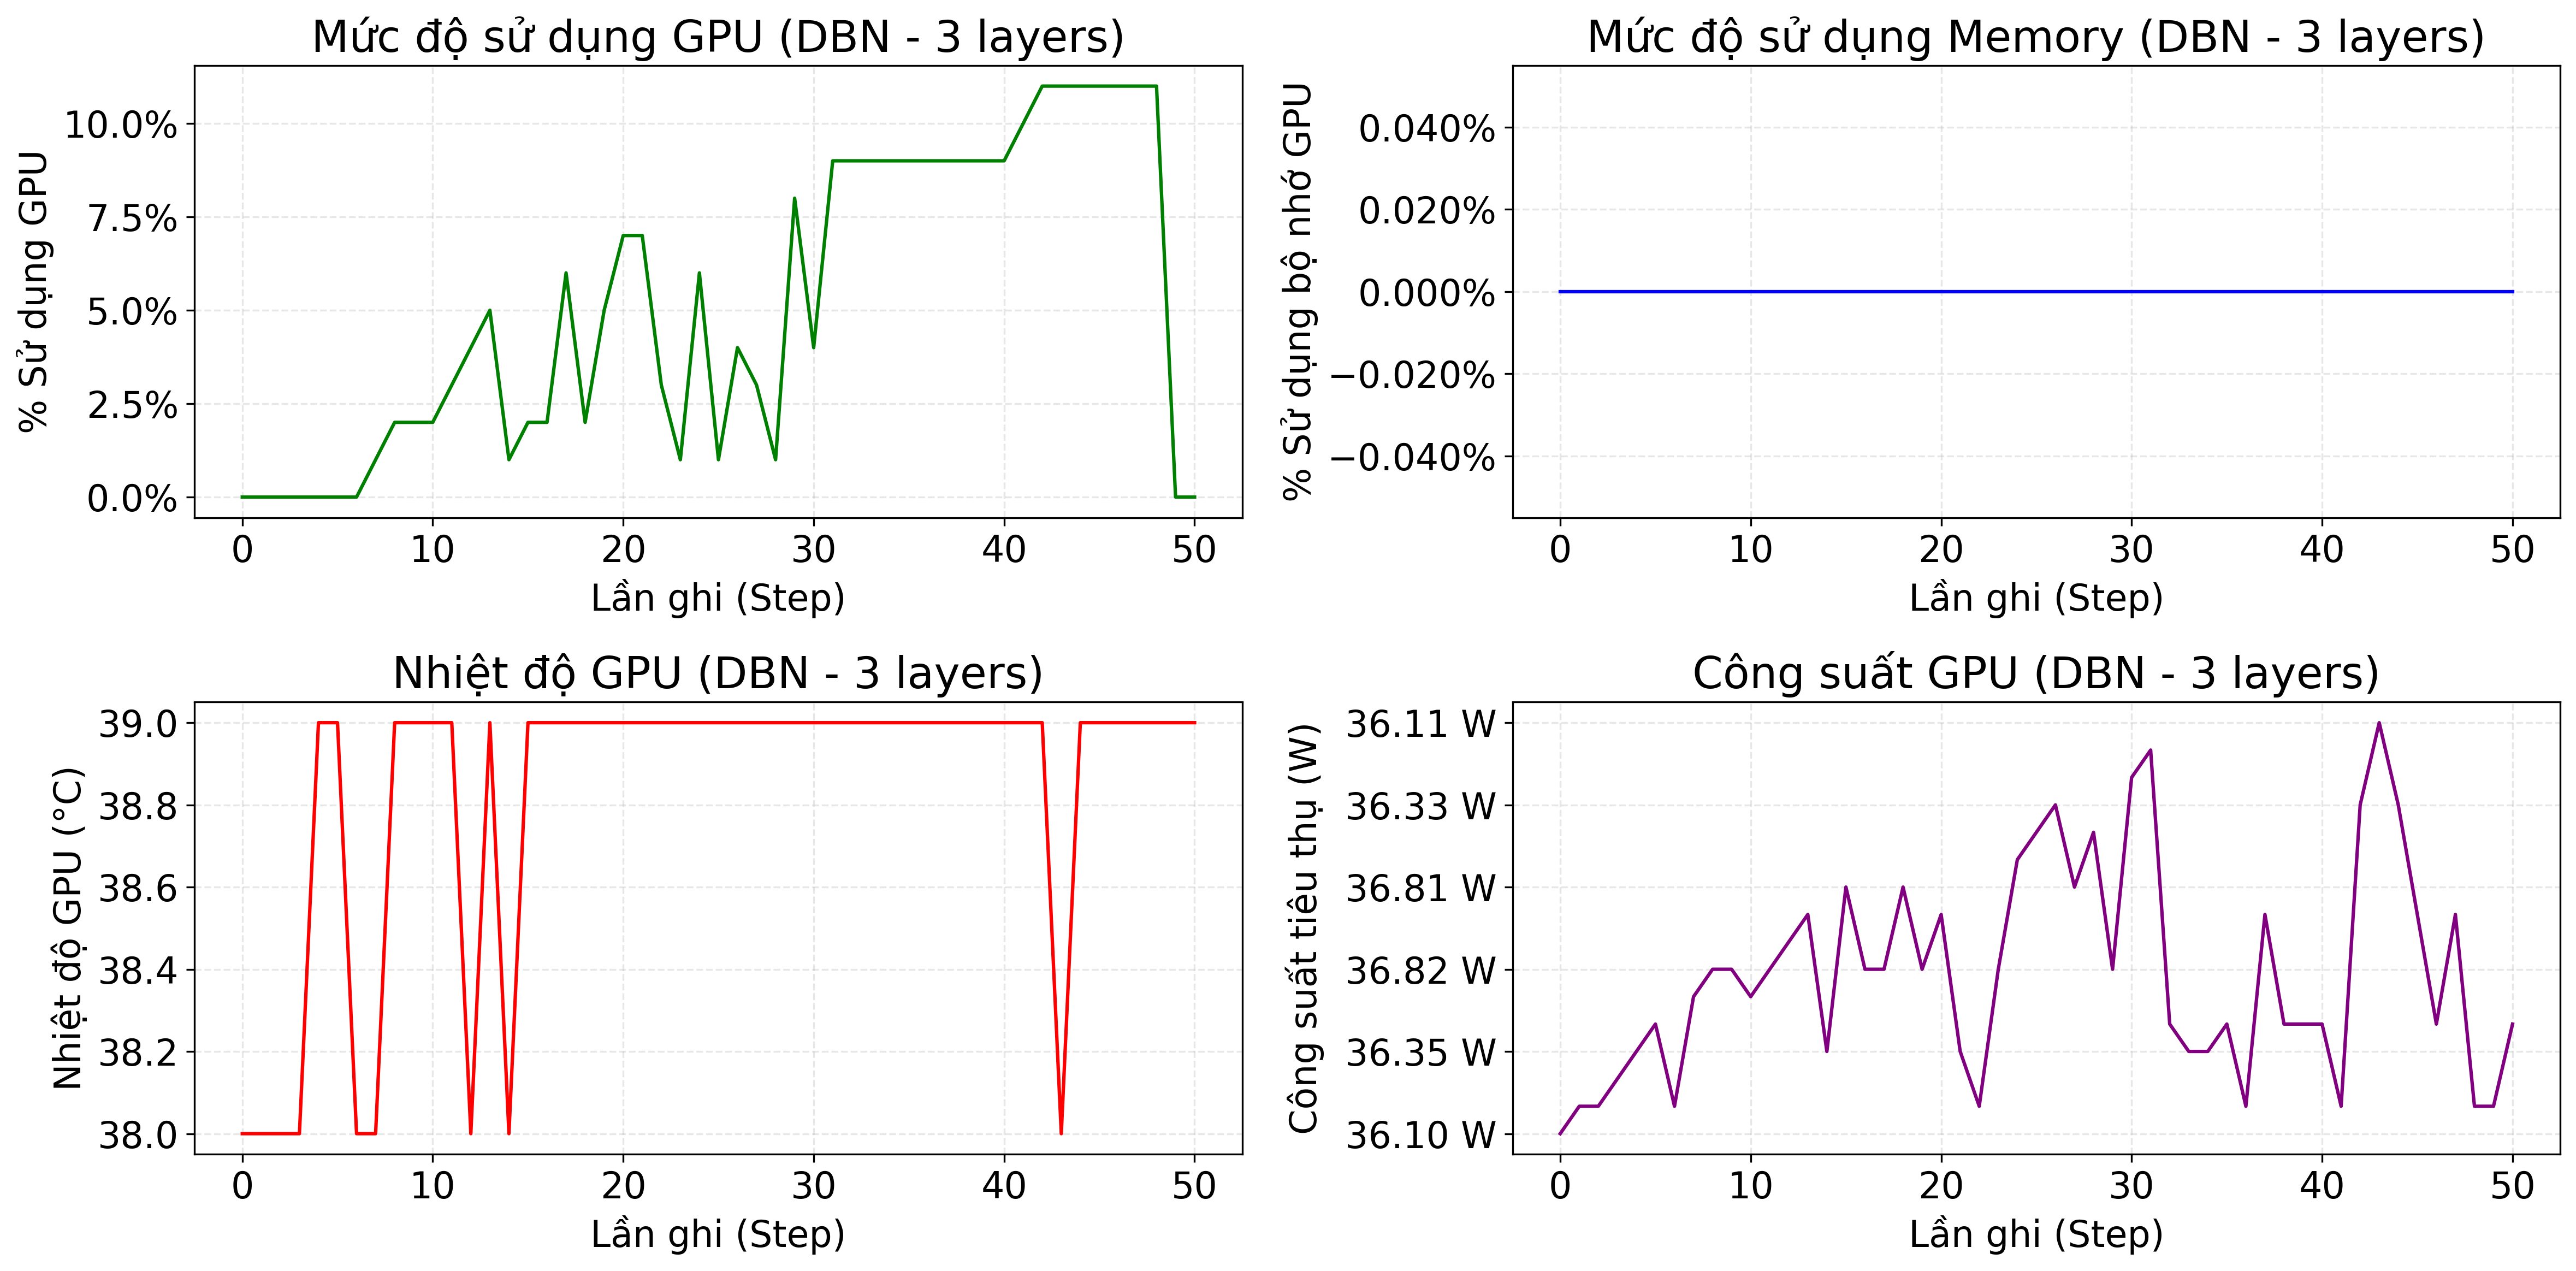 Mức độ sử dụng GPU (DBN - 3 layers)
% Sử dụng GPU
10.0%
7.5%
5.0%
2.5%
0.0%
0 10 20 30 40 50
Lần ghi (Step)
Mức độ sử dụng Memory (DBN - 3 layers)
% Sử dụng bộ nhớ GPU
0.040%
0.020%
0.000%
−0.020%
−0.040%
0 10 20 30 40 50
Lần ghi (Step)
Nhiệt độ GPU (DBN - 3 layers)
Nhiệt độ GPU (°C)
39.0
38.8
38.6
38.4
38.2
38.0
0 10 20 30 40 50
Lần ghi (Step)
Công suất GPU (DBN - 3 layers)
Công suất tiêu thụ (W)
36.11 W
36.33 W
36.81 W
36.82 W
36.35 W
36.10 W
0 10 20 30 40 50
Lần ghi (Step)